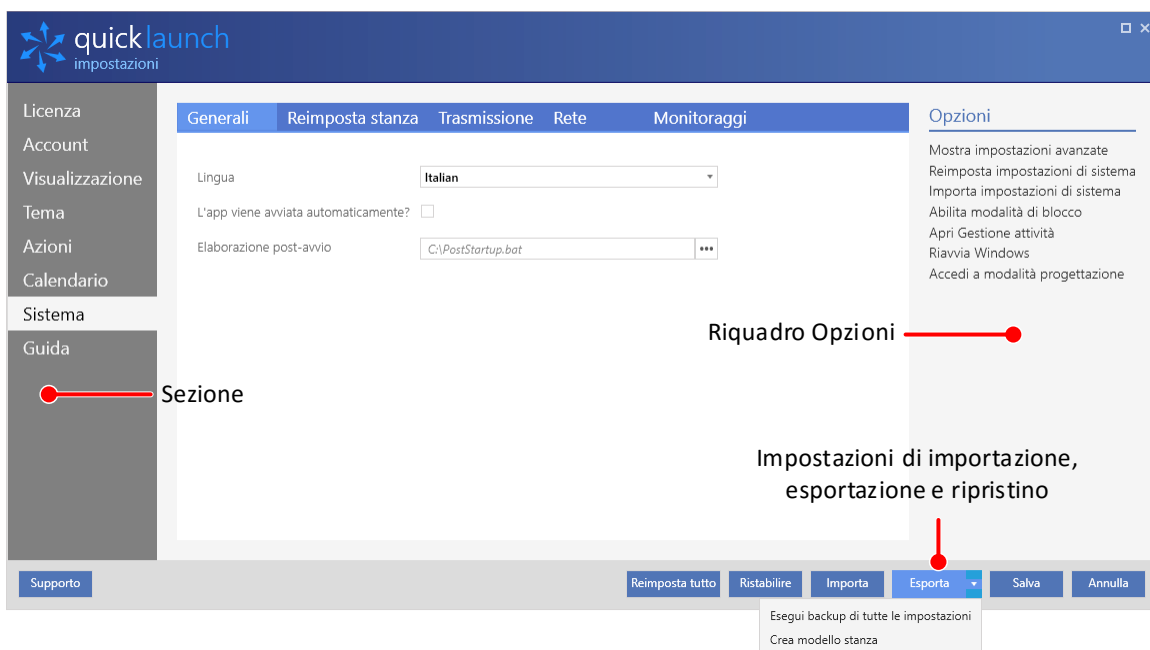 quicklaunch
impostazioni
Licenza
Account
Visualizzazione
Tema
Azioni
Calendario
Sistema
Guida
Generali Reimposta stanza Trasmissione Rete Monitoraggi
Lingua Italian
L'app viene avviata automaticamente?
Elaborazione post-avvio C:\PostStartup.bat
Opzioni
Mostra impostazioni avanzate
Reimposta impostazioni di sistema
Importa impostazioni di sistema
Abilita modalità di blocco
Apri Gestione attività
Riavvia Windows
Accedi a modalità progettazione
Riquadro Opzioni
Sezione
Impostazioni di importazione,
esportazione e ripristino
Supporto Reimposta tutto Ristabilire Importa Esporta Salva Annulla
Esegui backup di tutte le impostazioni
Crea modello stanza